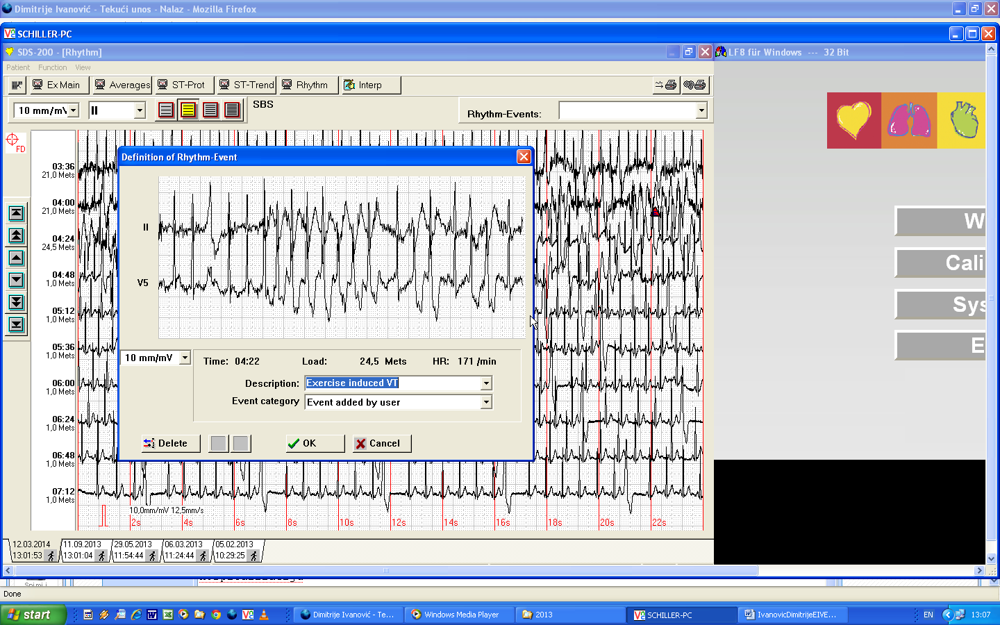 Dimitrije Ivanović - Tekući unos - Nalaz - Mozilla Firefox
SCHILLER-PC
SDS-200 - [Rhythm]
LF8 für Windows --- 32 Bit
Patient Function View
Ex Main Averages ST-Prot ST-Trend Rhythm Interp
10 mm/m\ II SBS Rhythm-Events:
FD
03:36
21,0 Mets
04:00
21,0 Mets
04:24
24,5 Mets
04:48
1,0 Mets
05:12
1,0 Mets
05:36
1,0 Mets
06:00
1,0 Mets
06:24
1,0 Mets
06:48
1,0 Mets
07:12
1,0 Mets
Definition of Rhythm-Event
II
V5
10 mm/mV
Time: 04:22 Load: 24,5 Mets HR: 171 /min
Description: Exercise induced VT
Event category Event added by user
Delete OK Cancel
10,0mm/mV 12,5mm/s
2s 4s 6s 8s 10s 12s 14s 16s 18s 20s 22s
12.03.2014 11.09.2013 29.05.2013 06.03.2013 05.02.2013
13:01:53 13:01:04 11:54:44 11:24:44 10:29:25
W
Cali
Sys
E
Done
start Dimitrije Ivanović - Te... Windows Media Player 2013 SCHILLER-PC IvanovicDimitrijeEIVE... EN 13:07